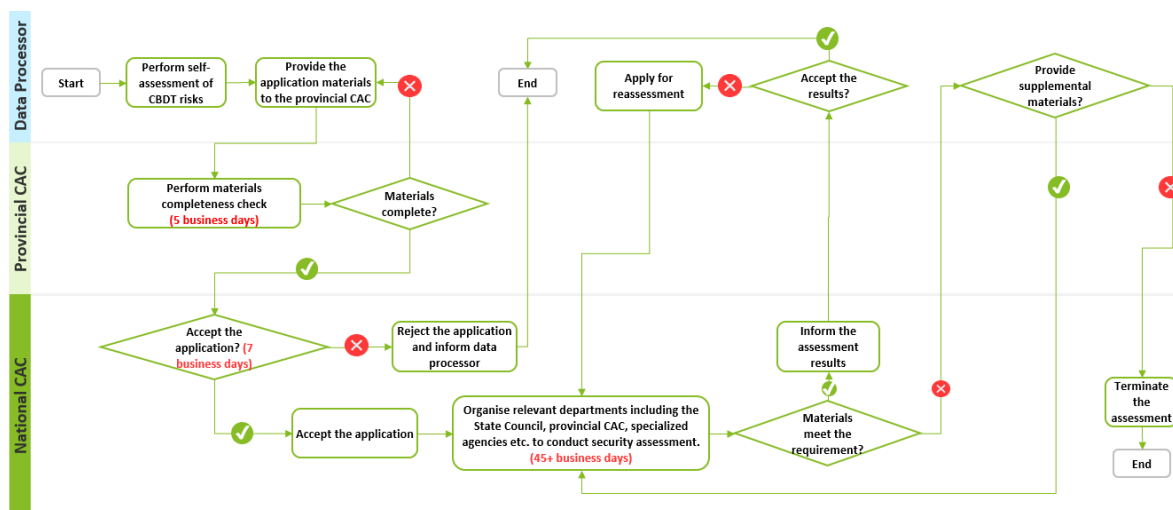 Data Processor
Start
Perform self-
assessment of
CBDT risks
Provide the
application materials
to the provincial CAC
End
Apply for
reassessment
Accept the
results?
Provide
supplemental
materials?
Provincial CAC
Perform materials
completeness check
(5 business days)
Materials
complete?
National CAC
Accept the
application? (7
business days)
Reject the application
and inform data
processor
Inform the
assessment
results
Accept the application
Organise relevant departments including the
State Council, provincial CAC, specialized
agencies etc. to conduct security assessment.
(45+ business days)
Materials
meet the
requirement?
Terminate
the
assessment
End